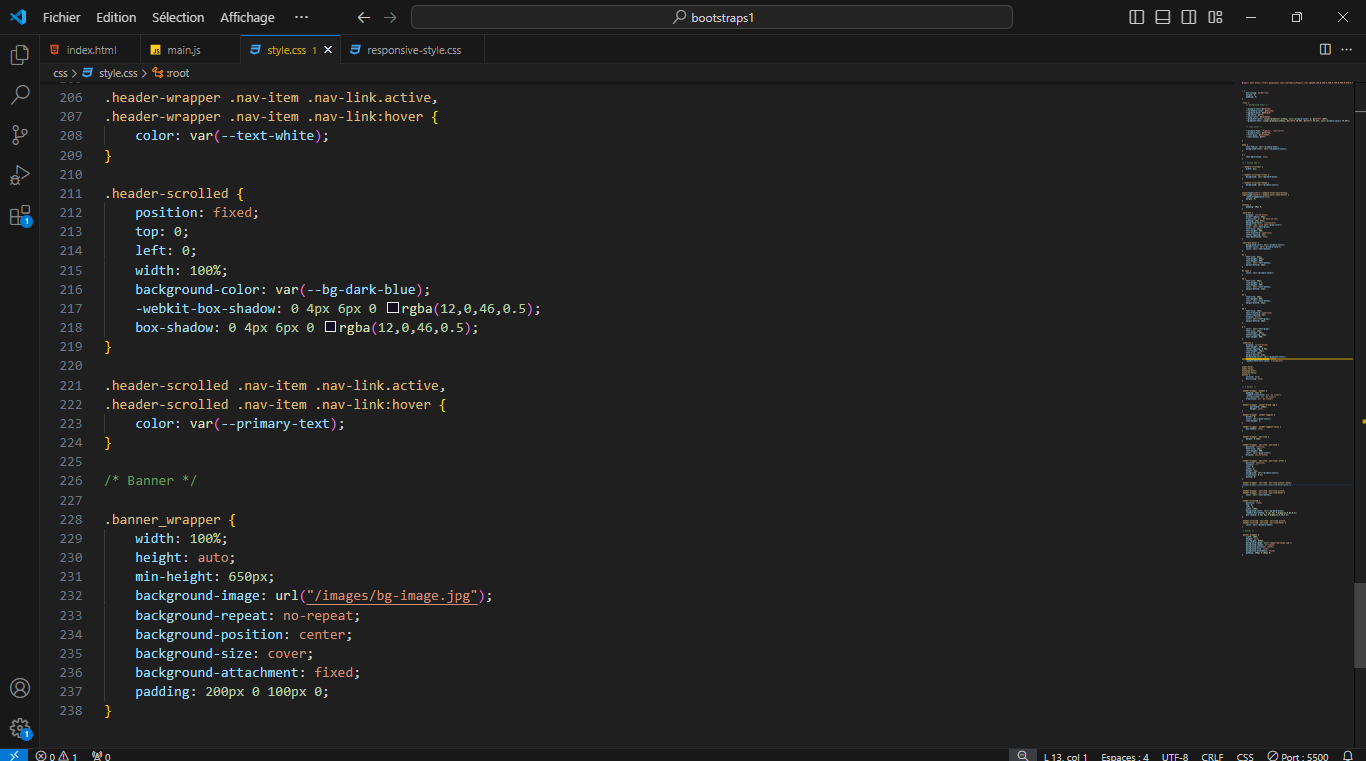 Fichier Edition Sélection Affichage ··· bootstraps1
index.html main.js style.css 1 responsive-style.css
css > style.css > :root
206 .header-wrapper .nav-item .nav-link.active,
207 .header-wrapper .nav-item .nav-link:hover {
208 color: var(--text-white);
209 }
210
211 .header-scrolled {
212 position: fixed;
213 top: 0;
214 left: 0;
215 width: 100%;
216 background-color: var(--bg-dark-blue);
217 -webkit-box-shadow: 0 4px 6px 0 rgba(12,0,46,0.5);
218 box-shadow: 0 4px 6px 0 rgba(12,0,46,0.5);
219 }
220
221 .header-scrolled .nav-item .nav-link.active,
222 .header-scrolled .nav-item .nav-link:hover {
223 color: var(--primary-text);
224 }
225
226 /* Banner */
227
228 .banner_wrapper {
229 width: 100%;
230 height: auto;
231 min-height: 650px;
232 background-image: url("/images/bg-image.jpg");
233 background-repeat: no-repeat;
234 background-position: center;
235 background-size: cover;
236 background-attachment: fixed;
237 padding: 200px 0 100px 0;
238 }
1
1
0 1 0 L 13, col 1 Espaces : 4 UTF-8 CRLF CSS Port : 5500